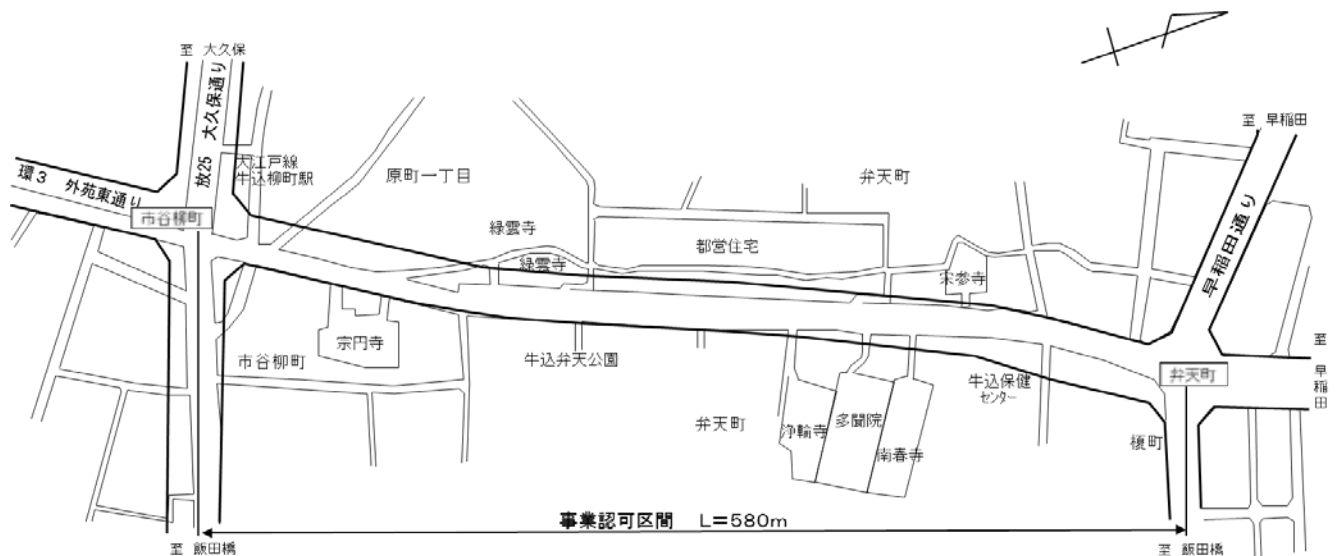 至 大久保
放25 大久保通り
環3 外苑東通り
大江戸線
牛込柳町駅
市谷柳町
原町一丁目
弁天町
至 早稲田
早稲田通り
緑雲寺
緑雲寺
都営住宅
宗参寺
宗円寺
市谷柳町
牛込弁天公園
弁天町
浄輪寺
多聞院
南春寺
牛込保健
センター
弁天町
榎町
至 早稲田
事業認可区間 L=580m
至 飯田橋
至 飯田橋